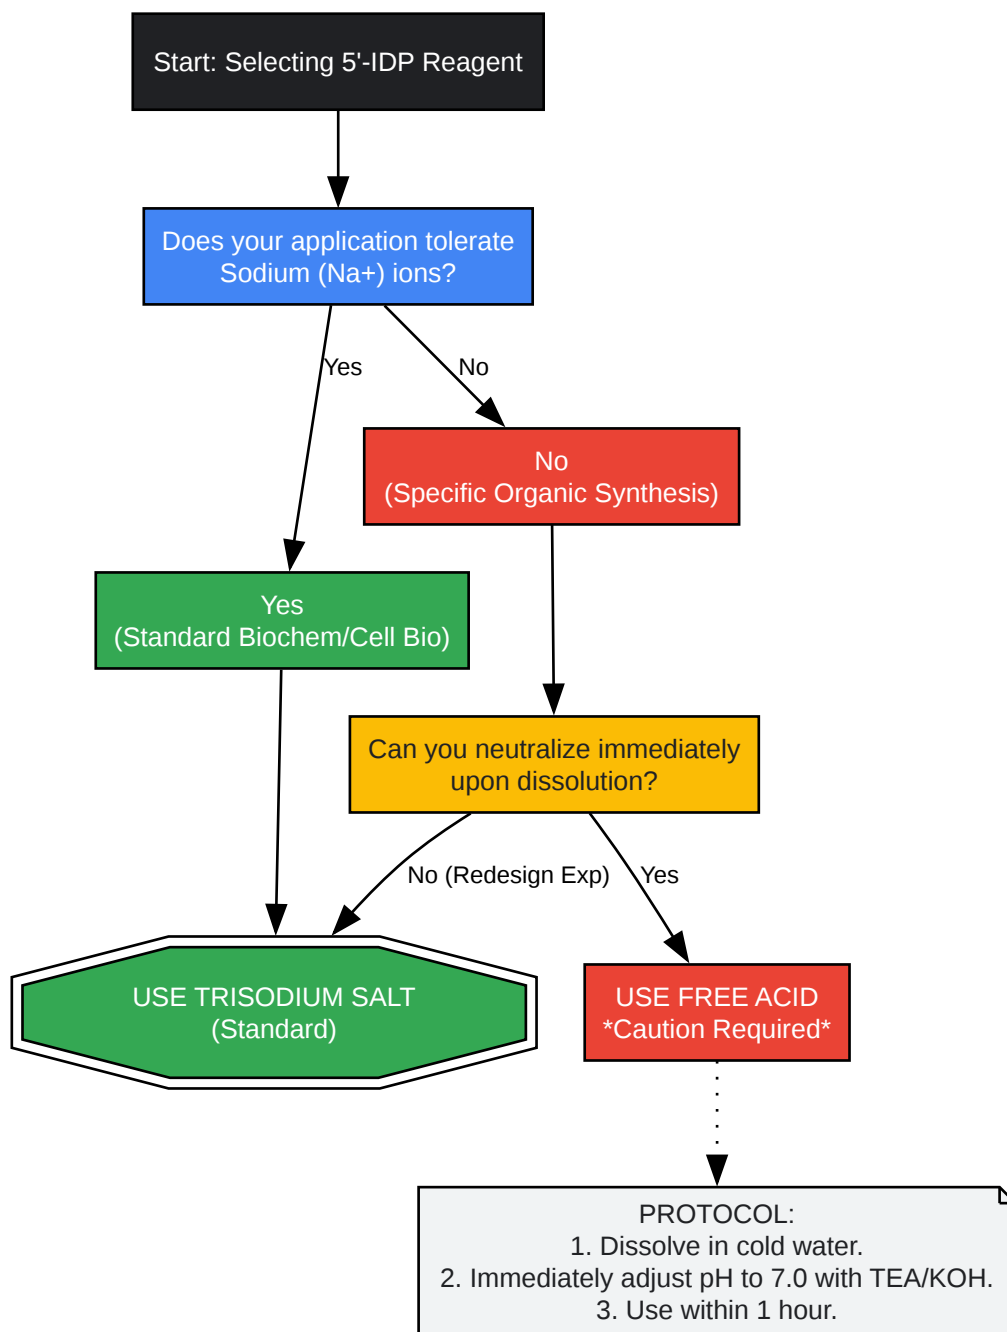 Start: Selecting 5'-IDP Reagent
Does your application tolerate
Sodium (Na+) ions?
Yes
No
No
(Specific Organic Synthesis)
Yes
(Standard Biochem/Cell Bio)
Can you neutralize immediately
upon dissolution?
No (Redesign Exp)
Yes
USE TRISODIUM SALT
(Standard)
USE FREE ACID
*Caution Required*
PROTOCOL:
1. Dissolve in cold water.
2. Immediately adjust pH to 7.0 with TEA/KOH.
3. Use within 1 hour.